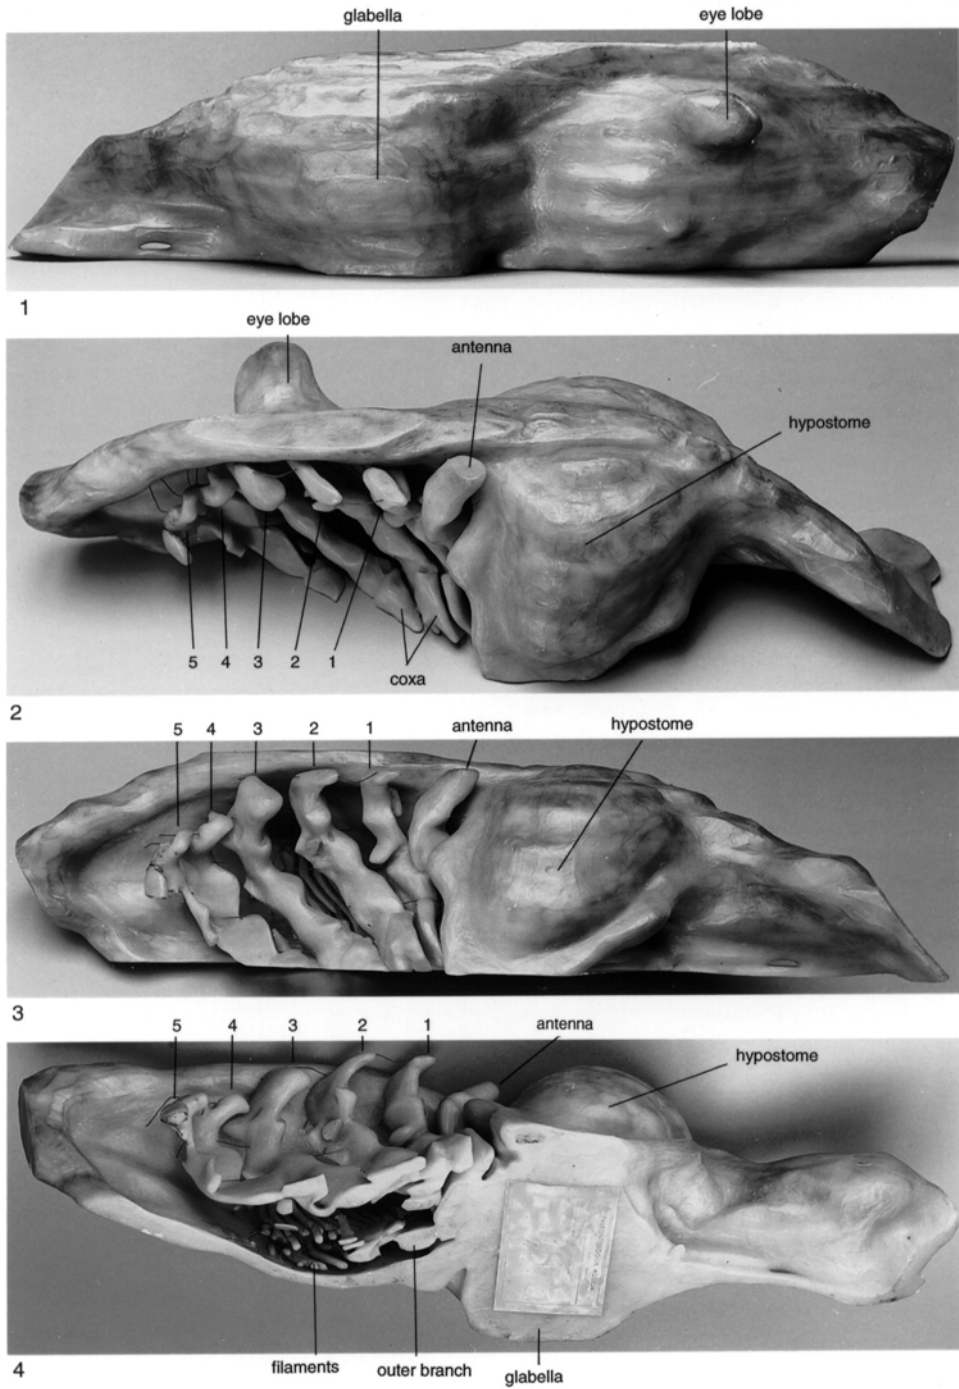 glabella eye lobe
1
eye lobe
antenna
hypostome
5 4 3 2 1
coxa
2
5 4 3 2 1 antenna hypostome
3
5 4 3 2 1 antenna
hypostome
filaments outer branch
glabella
4